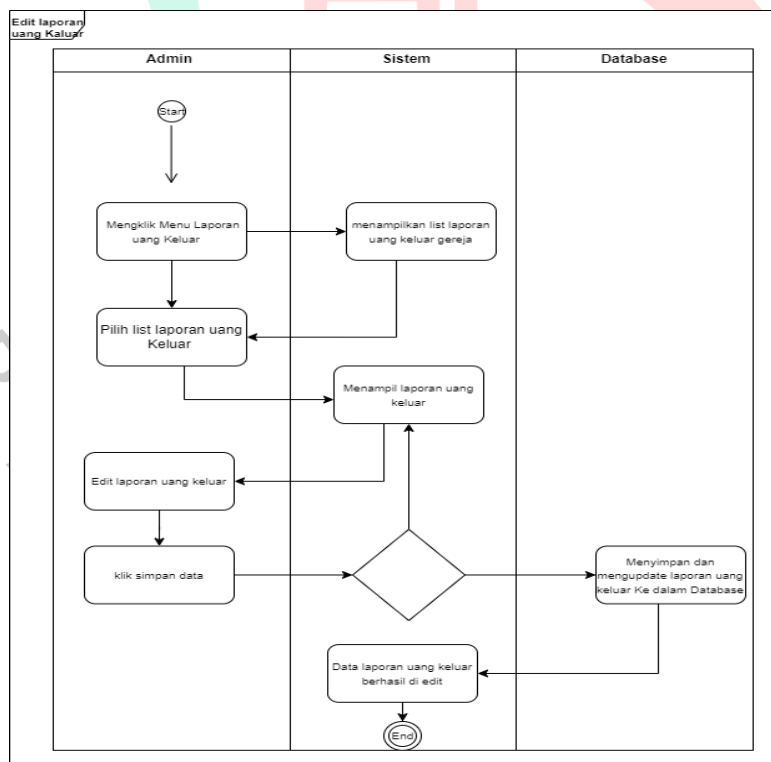 Edit laporan
uang Kaluar
Admin
Sistem
Database
Start
Mengklik Menu Laporan
uang Keluar
menampilkan list laporan
uang keluar gereja
Pilih list laporan uang
Keluar
Menampil laporan uang
keluar
Edit laporan uang keluar
klik simpan data
Menyimpan dan
mengupdate laporan uang
keluar Ke dalam Database
Data laporan uang keluar
berhasil di edit
End